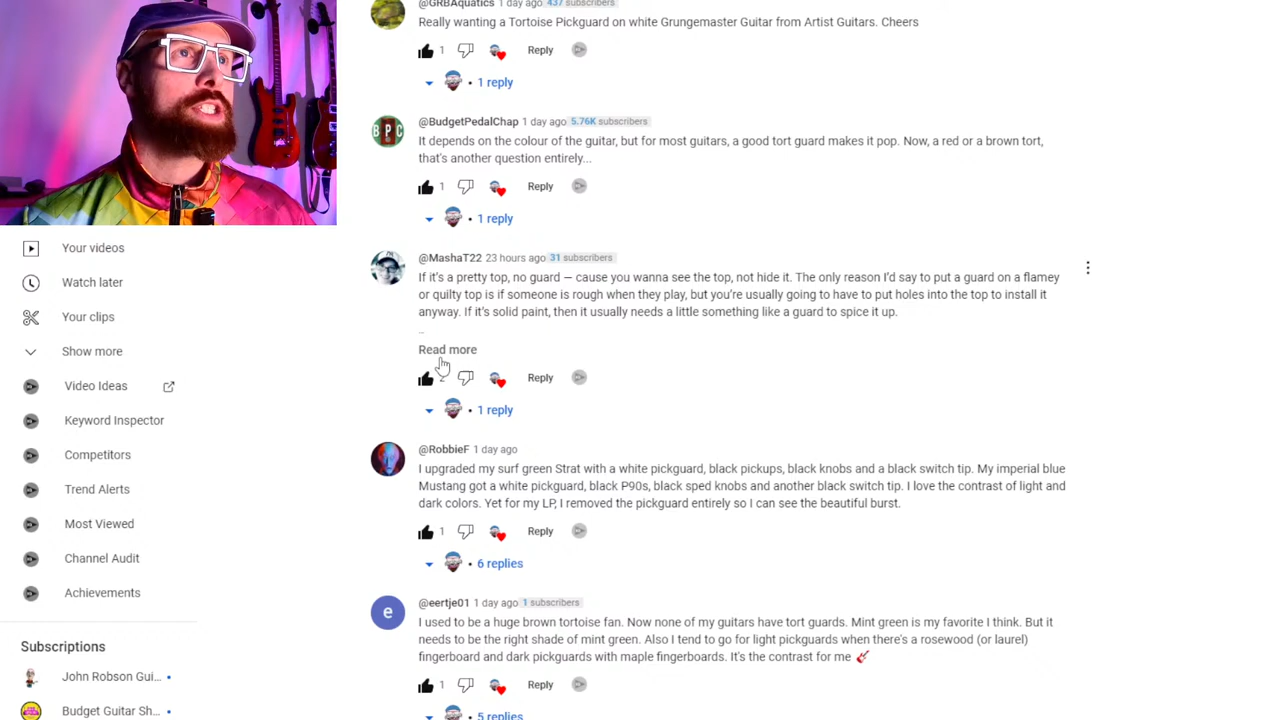 @GRBAquatics 1 day ago 437 subscribers
Really wanting a Tortoise Pickguard on white Grungemaster Guitar from Artist Guitars. Cheers
1 Reply
• 1 reply
BPC
@BudgetPedalChap 1 day ago 5.76K subscribers
It depends on the colour of the guitar, but for most guitars, a good tort guard makes it pop. Now, a red or a brown tort,
that's another question entirely...
1 Reply
• 1 reply
@MashaT22 23 hours ago 31 subscribers
If it's a pretty top, no guard — cause you wanna see the top, not hide it. The only reason I'd say to put a guard on a flamey
or quilty top is if someone is rough when they play, but you're usually going to have to put holes into the top to install it
anyway. If it's solid paint, then it usually needs a little something like a guard to spice it up.
Read more
2 Reply
• 1 reply
@RobbieF 1 day ago
I upgraded my surf green Strat with a white pickguard, black pickups, black knobs and a black switch tip. My imperial blue
Mustang got a white pickguard, black P90s, black sped knobs and another black switch tip. I love the contrast of light and
dark colors. Yet for my LP, I removed the pickguard entirely so I can see the beautiful burst.
1 Reply
• 6 replies
e
@eertje01 1 day ago 1 subscribers
I used to be a huge brown tortoise fan. Now none of my guitars have tort guards. Mint green is my favorite I think. But it
needs to be the right shade of mint green. Also I tend to go for light pickguards when there's a rosewood (or laurel)
fingerboard and dark pickguards with maple fingerboards. It's the contrast for me 🎸
1 Reply
• 5 replies
Your videos
Watch later
Your clips
Show more
Video Ideas
Keyword Inspector
Competitors
Trend Alerts
Most Viewed
Channel Audit
Achievements
Subscriptions
John Robson Gui... •
Budget Guitar Sh... •